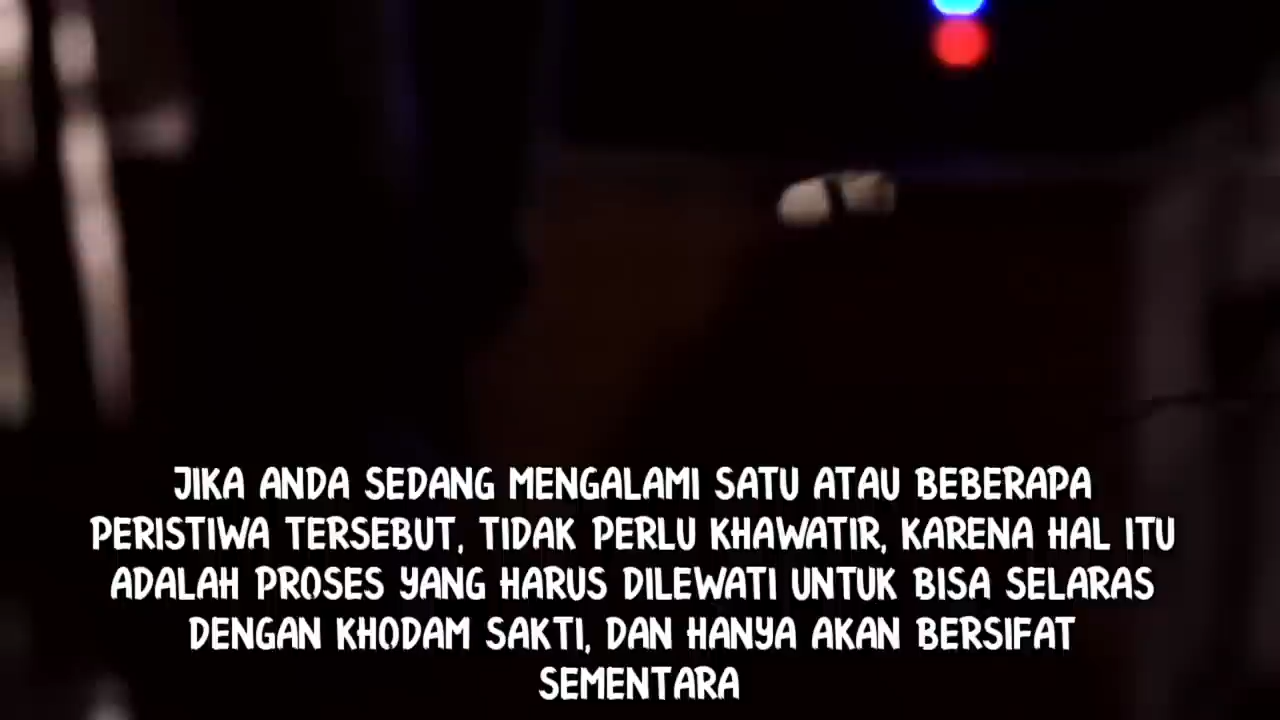 JIKA ANDA SEDANG MENGALAMI SATU ATAU BEBERAPA
PERISTIWA TERSEBUT, TIDAK PERLU KHAWATIR, KARENA HAL ITU
ADALAH PROSES YANG HARUS DILEWATI UNTUK BISA SELARAS
DENGAN KHODAM SAKTI, DAN HANYA AKAN BERSIFAT
SEMENTARA